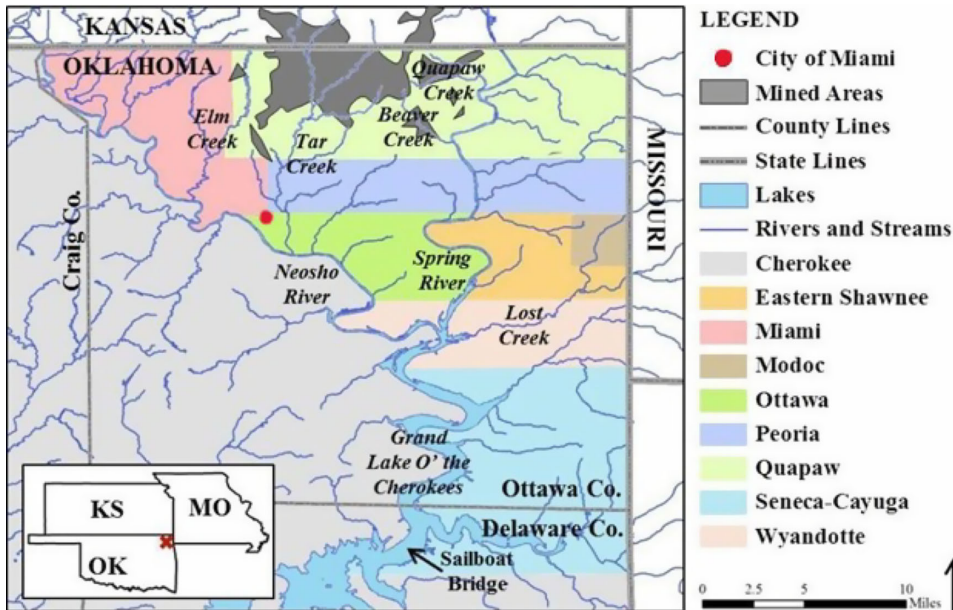 KANSAS
OKLAHOMA
Quapaw
Creek
Elm
Creek
Tar
Creek
Beaver
Creek
MISSOURI
Craig Co.
Neosho
River
Spring
River
Lost
Creek
Grand
Lake O' the
Cherokees
Ottawa Co.
Delaware Co.
Sailboat
Bridge
KS
MO
OK
LEGEND
City of Miami
Mined Areas
County Lines
State Lines
Lakes
Rivers and Streams
Cherokee
Eastern Shawnee
Miami
Modoc
Ottawa
Peoria
Quapaw
Seneca-Cayuga
Wyandotte
0 2.5 5 10
Miles